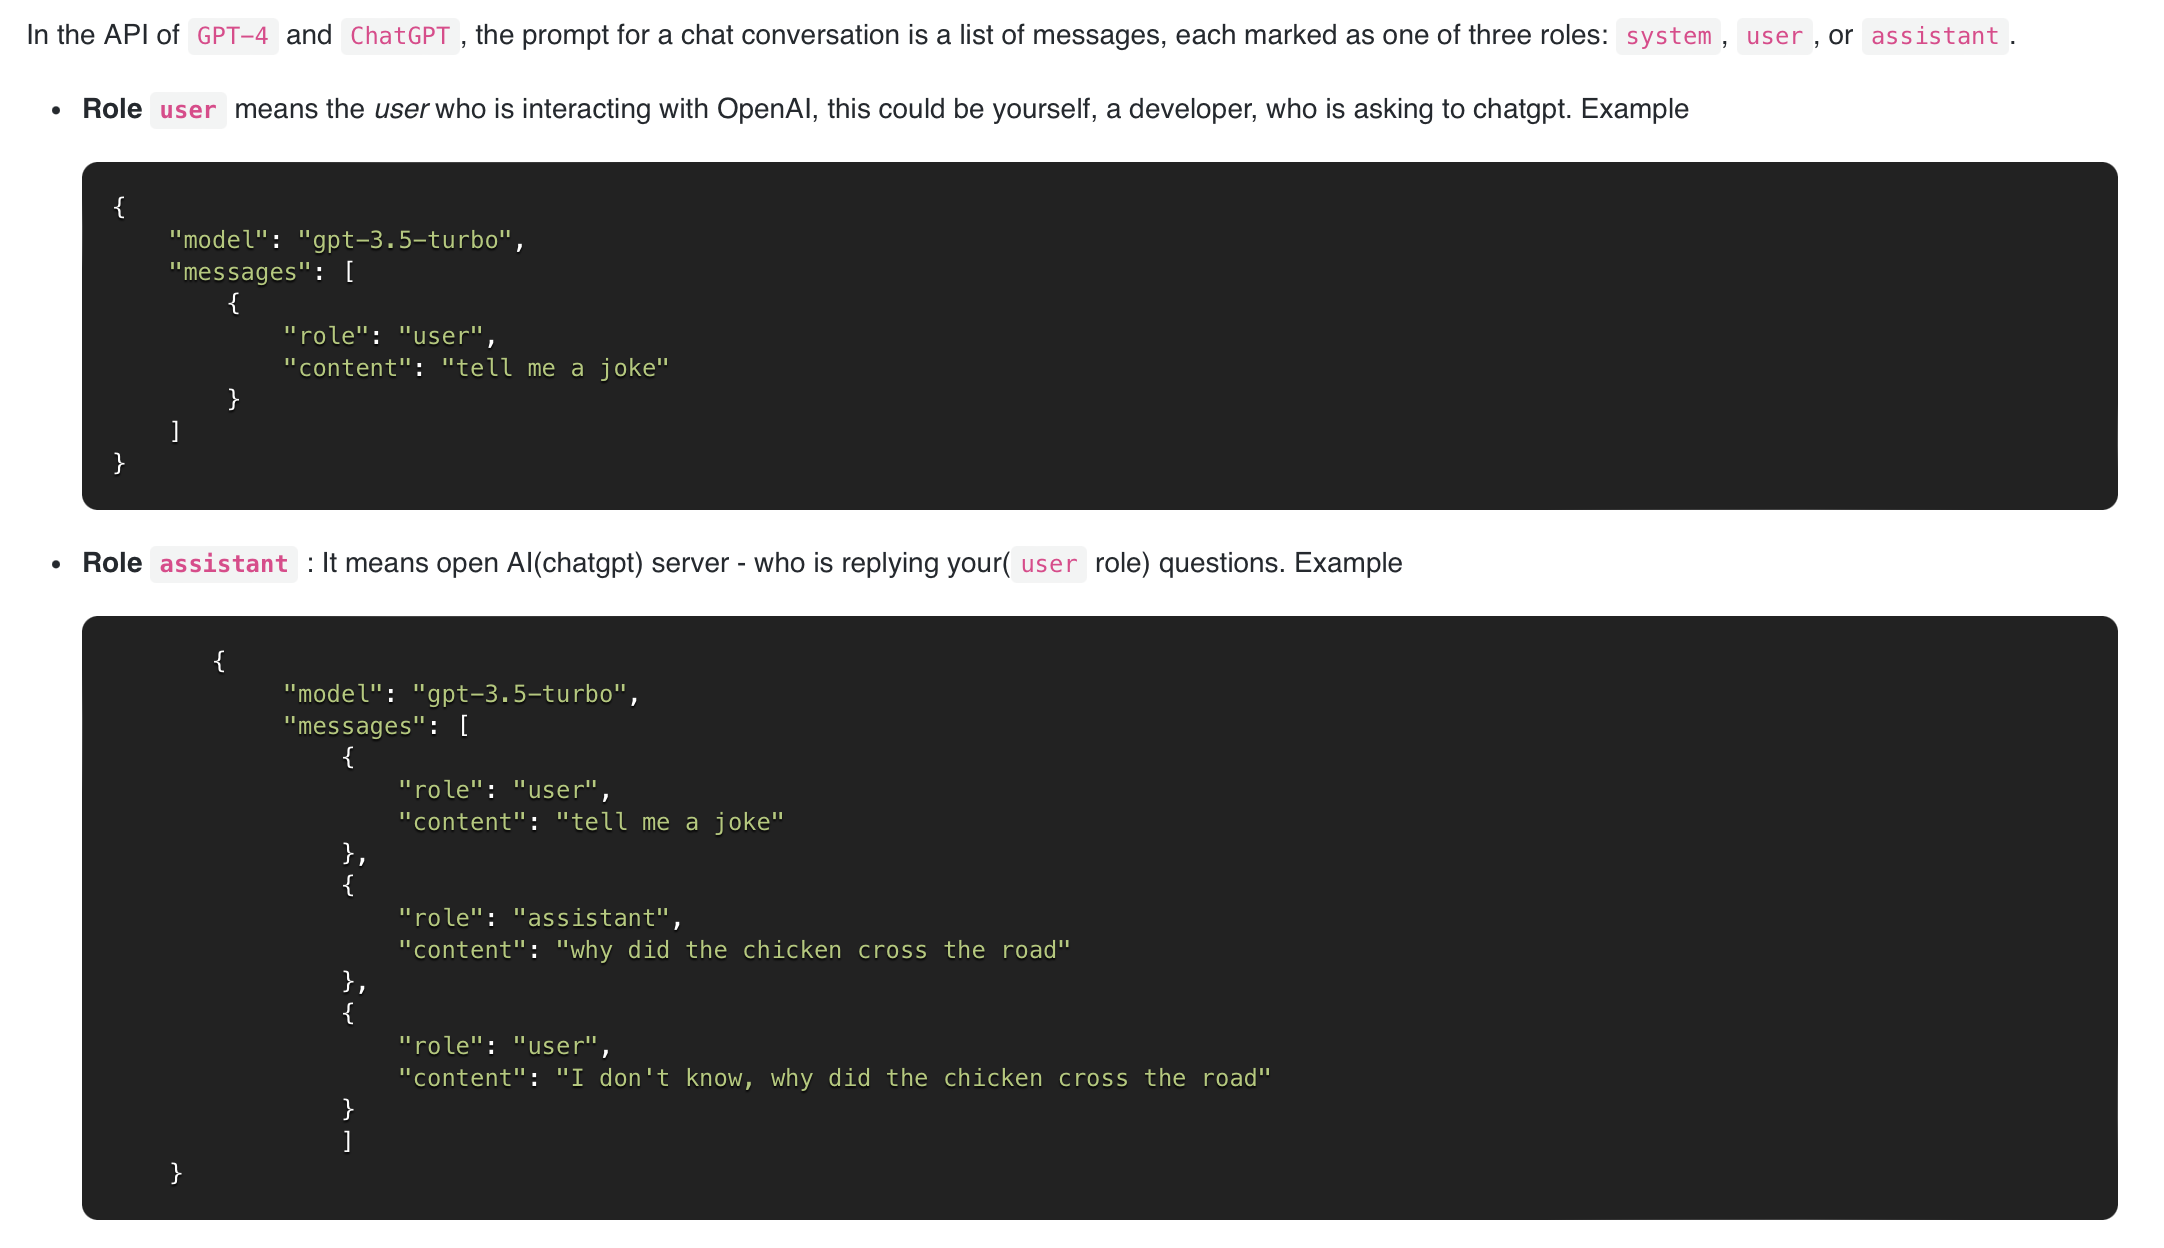 In the API of GPT-4 and ChatGPT, the prompt for a chat conversation is a list of messages, each marked as one of three roles: system, user, or assistant.
• Role user means the user who is interacting with OpenAI, this could be yourself, a developer, who is asking to chatgpt. Example
{
    "model": "gpt-3.5-turbo",
    "messages": [
        {
            "role": "user",
            "content": "tell me a joke"
        }
    ]
}
• Role assistant : It means open AI(chatgpt) server - who is replying your(user role) questions. Example
       {
            "model": "gpt-3.5-turbo",
            "messages": [
                {
                    "role": "user",
                    "content": "tell me a joke"
                },
                {
                    "role": "assistant",
                    "content": "why did the chicken cross the road"
                },
                {
                    "role": "user",
                    "content": "I don't know, why did the chicken cross the road"
                }
                ]
    }